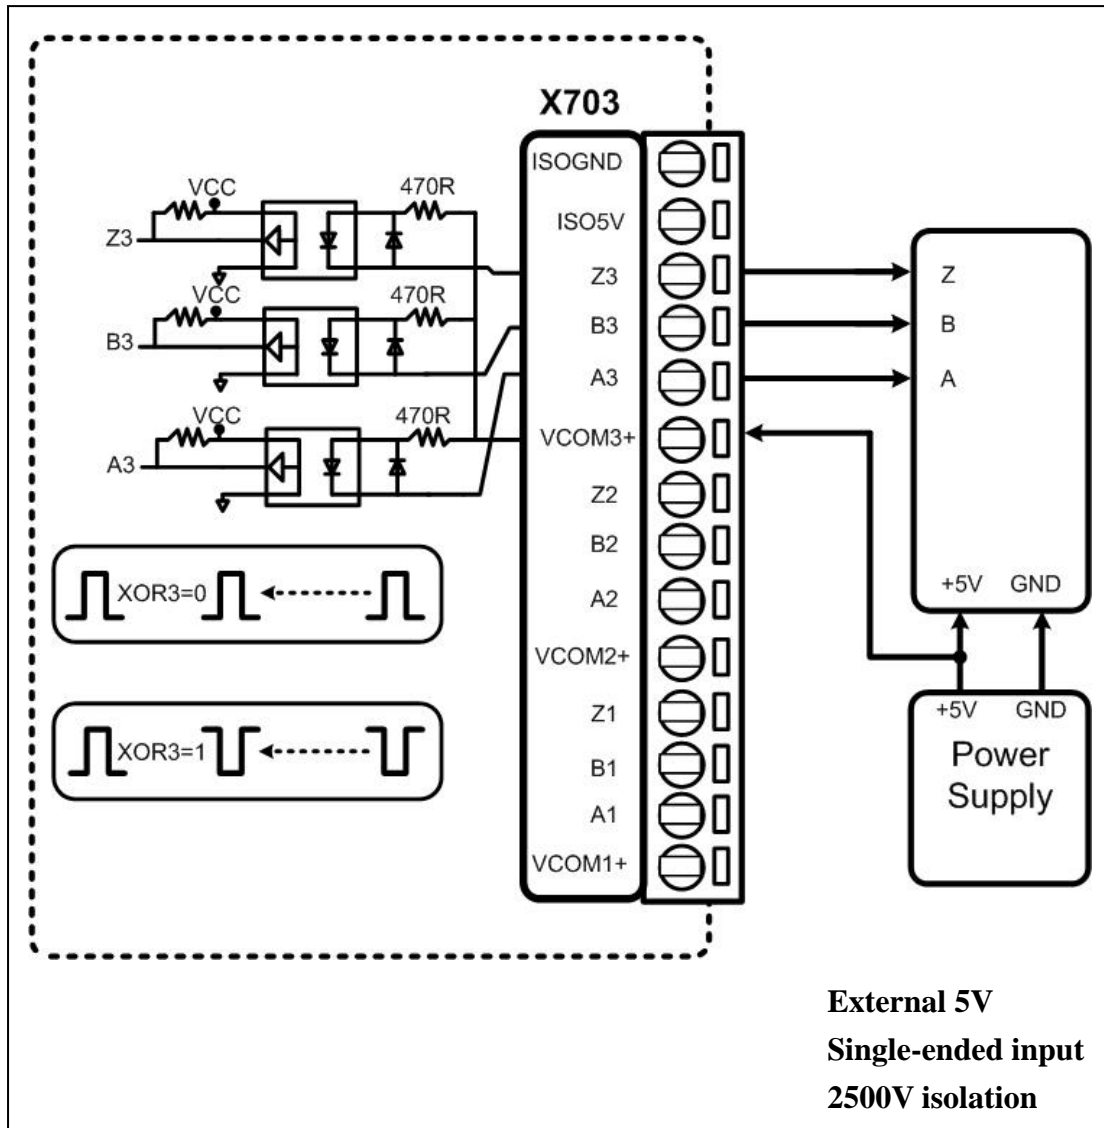 X703
ISOGND
ISO5V
Z3
B3
A3
VCOM3+
Z2
B2
A2
VCOM2+
Z1
B1
A1
VCOM1+
VCC
470R
Z3
VCC
470R
B3
VCC
470R
A3
XOR3=0
XOR3=1
Z
B
A
+5V GND
+5V GND
Power
Supply
External 5V
Single-ended input
2500V isolation